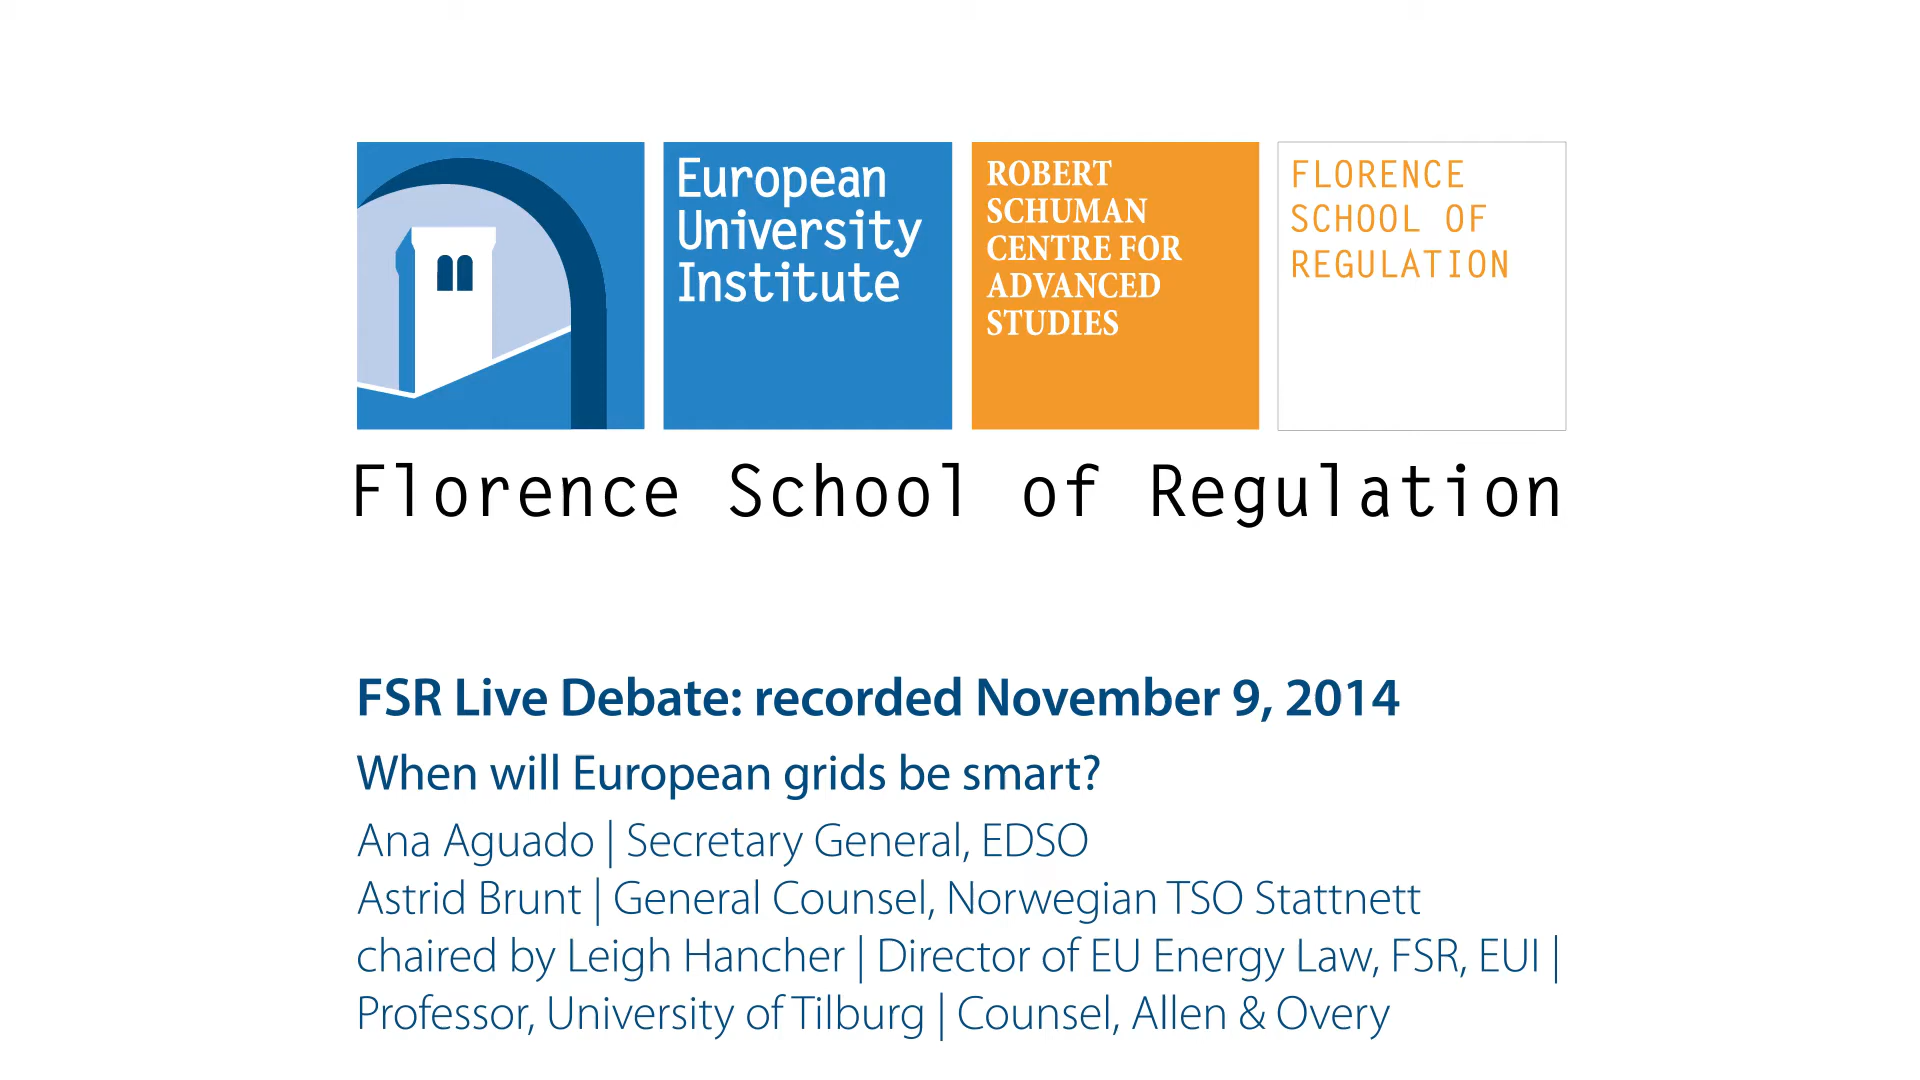 European
University
Institute
ROBERT
SCHUMAN
CENTRE FOR
ADVANCED
STUDIES
FLORENCE
SCHOOL OF
REGULATION
Florence School of Regulation
FSR Live Debate: recorded November 9, 2014
When will European grids be smart?
Ana Aguado | Secretary General, EDSO
Astrid Brunt | General Counsel, Norwegian TSO Stattnett
chaired by Leigh Hancher | Director of EU Energy Law, FSR, EUI |
Professor, University of Tilburg | Counsel, Allen & Overy